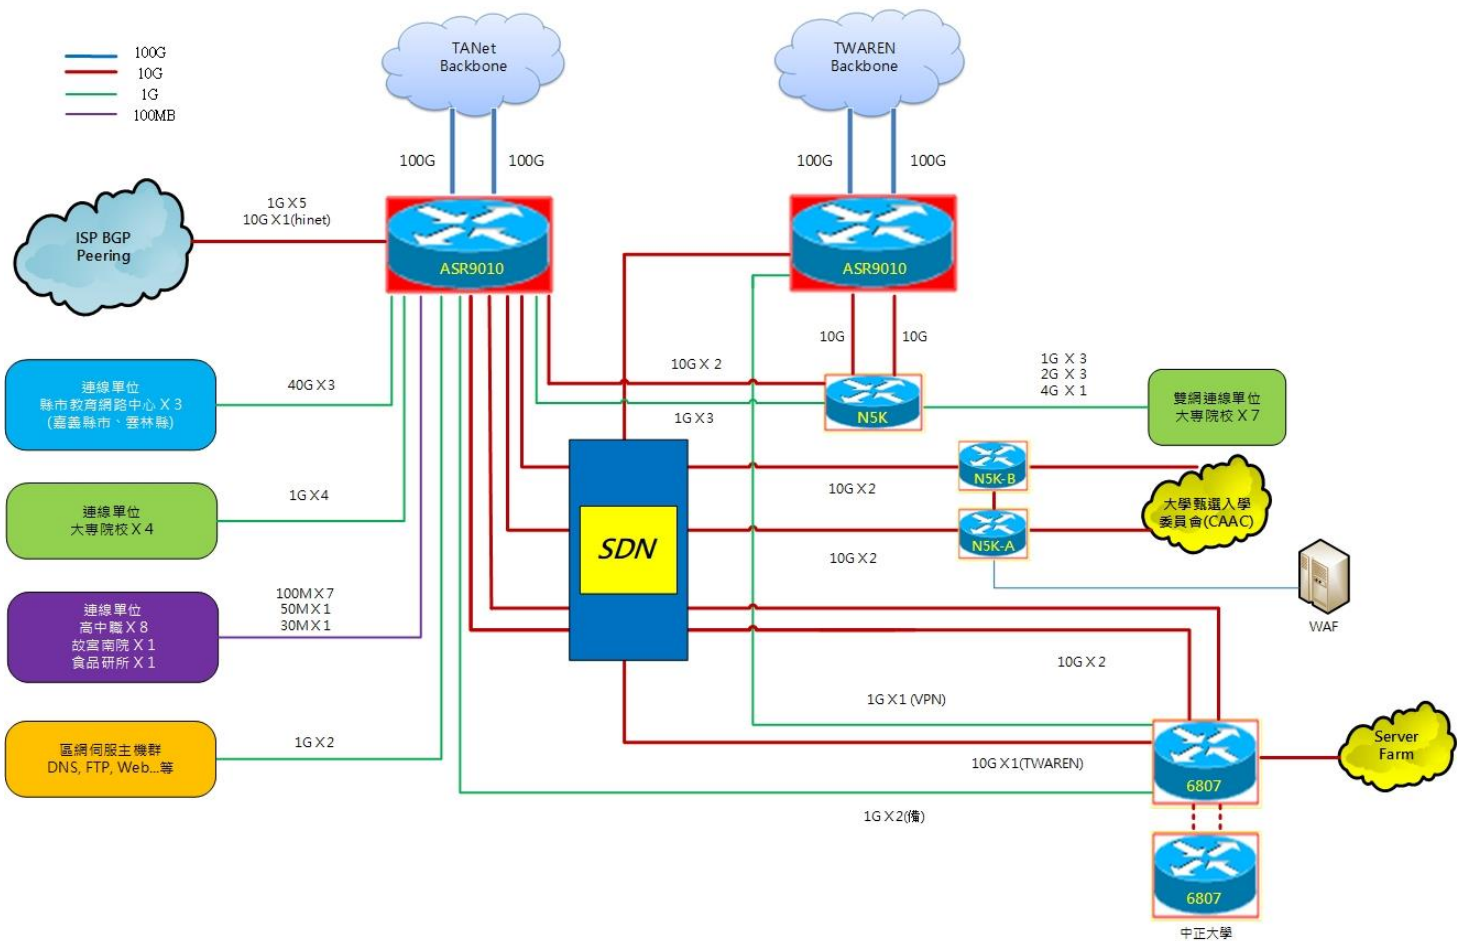 100G
10G
1G
100MB
TANet
Backbone
TWAREN
Backbone
100G
100G
100G
100G
1G X5
10G X1(hinet)
ISP BGP
Peering
ASR9010
ASR9010
10G
10G
10G X 2
1G X 3
2G X 3
4G X 1
連線單位
縣市教育網路中心 X 3
(嘉義縣市、雲林縣)
40G X3
1G X3
N5K
雙網連線單位
大專院校 X 7
連線單位
大專院校 X 4
1G X4
10G X2
N5K-B
大學甄選入學
委員會(CAAC)
SDN
10G X2
N5K-A
WAF
連線單位
高中職 X 8
故宮南院 X 1
食品研所 X 1
100M X7
50M X1
30M X1
10G X2
1G X1 (VPN)
區網伺服主機群
DNS, FTP, Web...等
1G X2
10G X1(TWAREN)
6807
Server
Farm
1G X2(備)
6807
中正大學